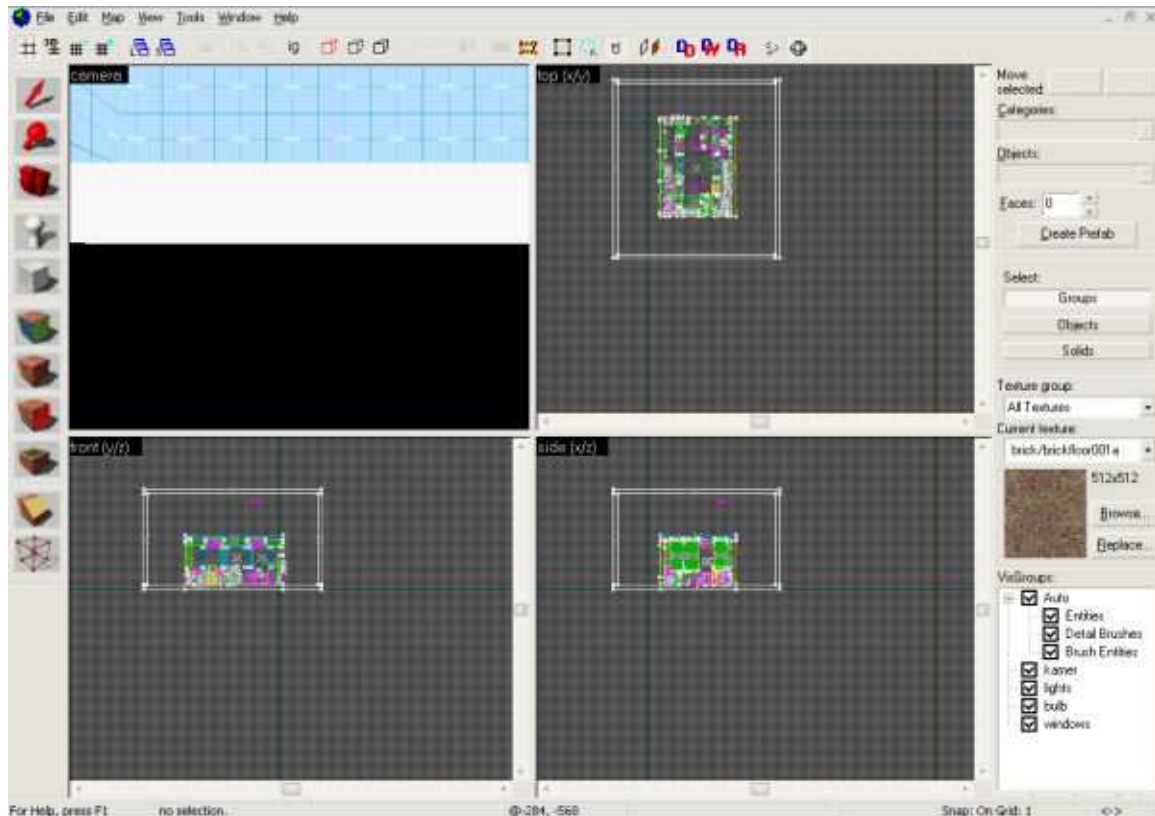 File Edit Map View Tools Window Help
camera
top (x/y)
front (y/z)
side (x/z)
Move
selected:
Categories:
Objects:
Faces: 0
Create Prefab
Select:
Groups
Objects
Solids
Texture group:
All Textures
Current texture:
brick/brickfloor001a
512x512
Browse...
Replace...
VisGroups:
Auto
Entities
Detail Brushes
Brush Entities
kamer
lights
bulb
windows
For Help, press F1 no selection. @-284, -568 Snap: On Grid: 1 <->